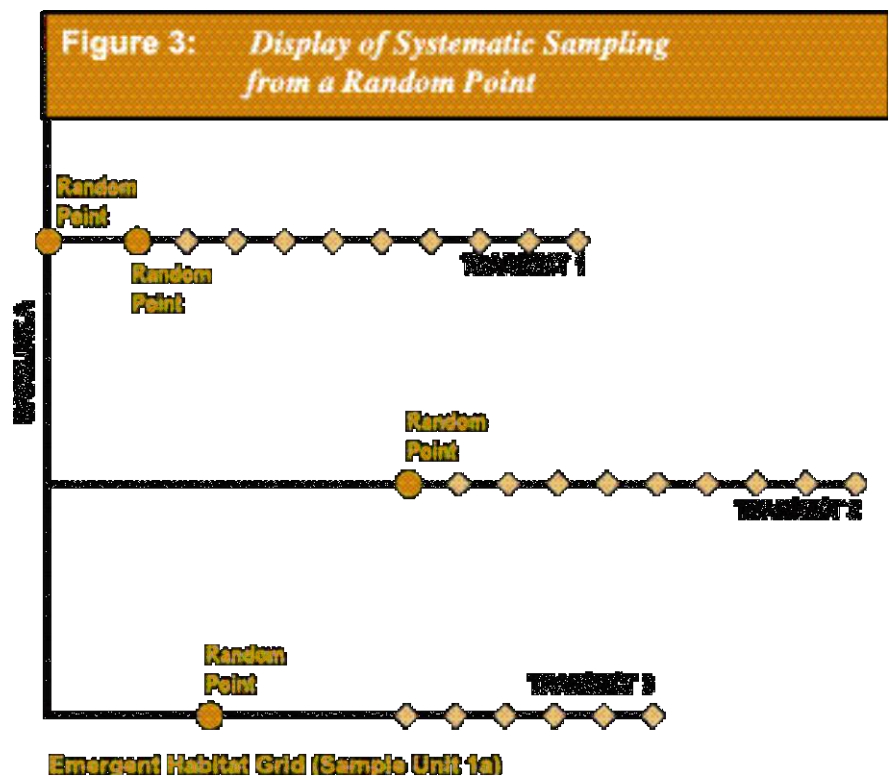 Figure 3: Display of Systematic Sampling
from a Random Point
Random
Point
Random
Point
TRANSECT 1
BASELINE A
Random
Point
TRANSECT 2
Random
Point
TRANSECT 3
Emergent Habitat Grid (Sample Unit 1a)